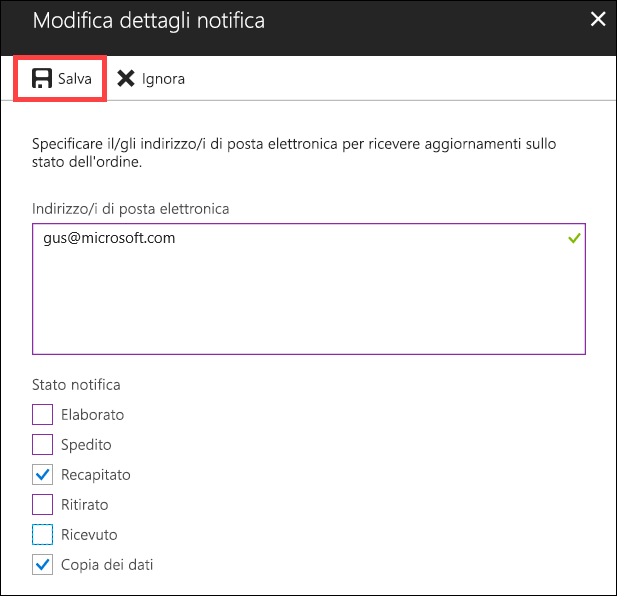 Modifica dettagli notifica
Salva Ignora
Specificare il/gli indirizzo/i di posta elettronica per ricevere aggiornamenti sullo
stato dell'ordine.
Indirizzo/i di posta elettronica
gus@microsoft.com
Stato notifica
Elaborato
Spedito
Recapitato
Ritirato
Ricevuto
Copia dei dati